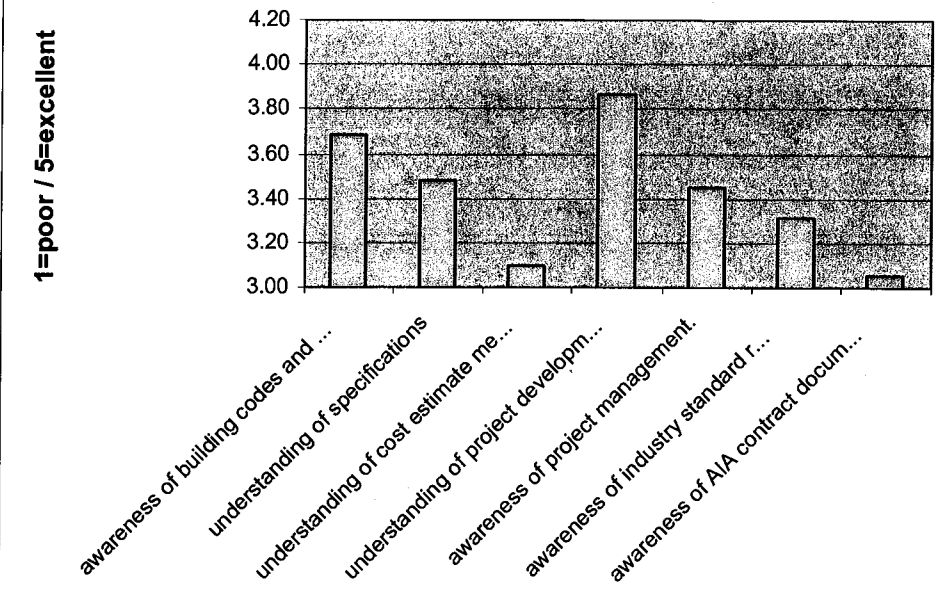 1=poor / 5=excellent
4.20
4.00
3.80
3.60
3.40
3.20
3.00
awareness of building codes and ...
understanding of specifications
understanding of cost estimate me...
understanding of project developm...
awareness of project management.
awareness of industry standard r...
awareness of AIA contract docum...